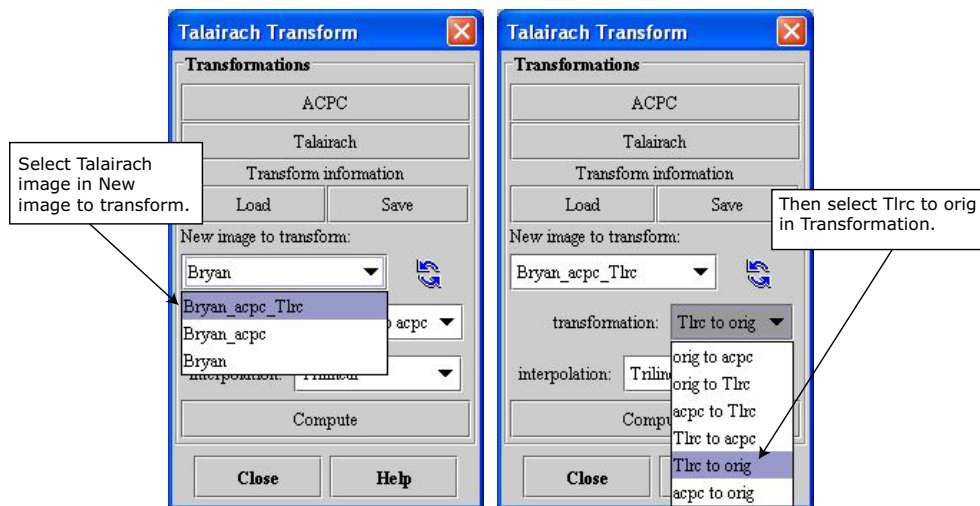 Talairach Transform
Transformations
ACPC
Talairach
Transform information
Load Save
New image to transform:
Bryan
Bryan_acpc_Tlrc
Bryan_acpc
Bryan
acpc
interpolation:
Compute
Close Help
Select Talairach
image in New
image to transform.
Talairach Transform
Transformations
ACPC
Talairach
Transform information
Load Save
New image to transform:
Bryan_acpc_Tlrc
transformation: Tlrc to orig
orig to acpc
orig to Tlrc
acpc to Tlrc
Tlrc to acpc
Tlrc to orig
acpc to orig
interpolation:
Close
Then select Tlrc to orig
in Transformation.